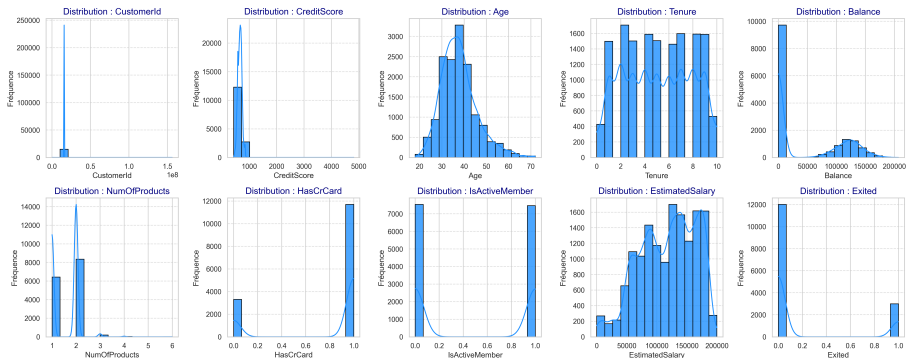 Distribution : CustomerId
Fréquence
250000
200000
150000
100000
50000
0
0.0 0.5 1.0 1.5
1e8
CustomerId
Distribution : CreditScore
Fréquence
20000
15000
10000
5000
0
1000 2000 3000 4000 5000
CreditScore
Distribution : Age
Fréquence
3000
2500
2000
1500
1000
500
0
20 30 40 50 60 70
Age
Distribution : Tenure
Fréquence
1600
1400
1200
1000
800
600
400
200
0
0 2 4 6 8 10
Tenure
Distribution : Balance
Fréquence
10000
8000
6000
4000
2000
0
0 50000 100000 150000 200000
Balance
Distribution : NumOfProducts
Fréquence
14000
12000
10000
8000
6000
4000
2000
0
1 2 3 4 5 6
NumOfProducts
Distribution : HasCrCard
Fréquence
12000
10000
8000
6000
4000
2000
0
0.0 0.2 0.4 0.6 0.8 1.0
HasCrCard
Distribution : IsActiveMember
Fréquence
7000
6000
5000
4000
3000
2000
1000
0
0.0 0.2 0.4 0.6 0.8 1.0
IsActiveMember
Distribution : EstimatedSalary
Fréquence
1600
1400
1200
1000
800
600
400
200
0
0 50000 100000 150000 200000
EstimatedSalary
Distribution : Exited
Fréquence
12000
10000
8000
6000
4000
2000
0
0.0 0.2 0.4 0.6 0.8 1.0
Exited